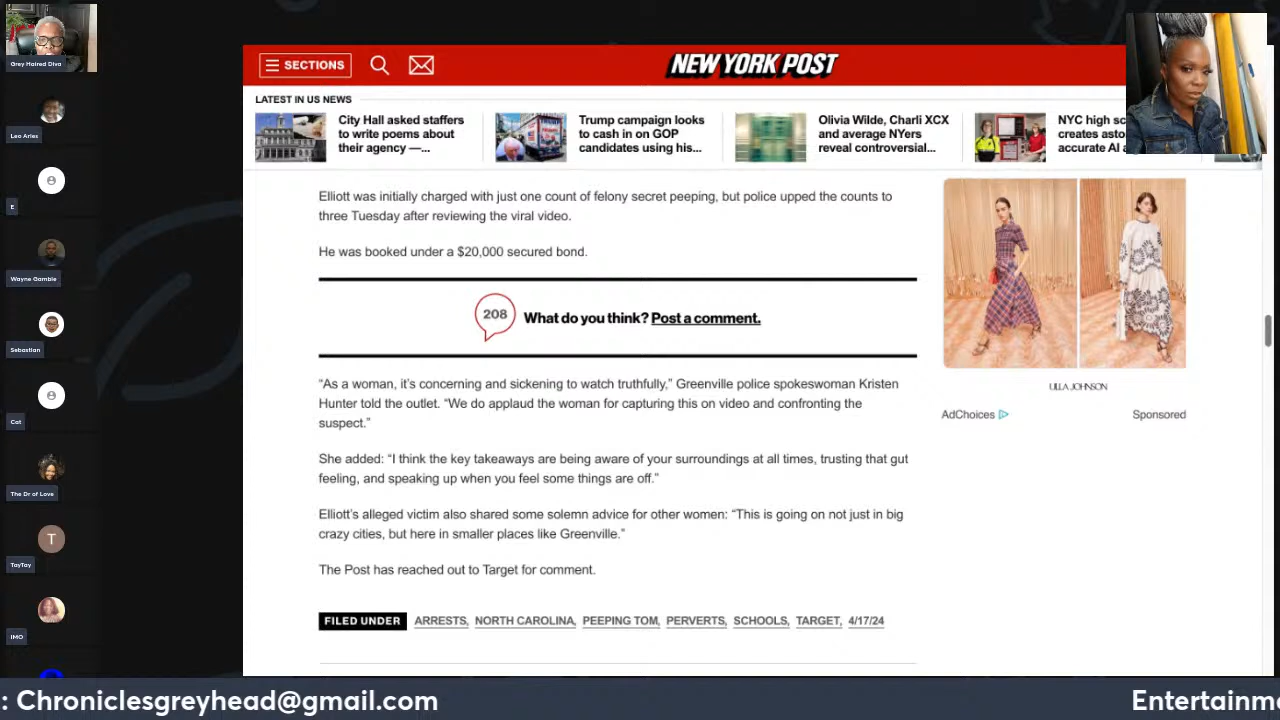 Grey Haired Diva
Leo Aries
E
Wayne Gamble
Sebastian
Cat
The Dr of Love
T
TayTay
IMO
SECTIONS
NEW YORK POST
LATEST IN US NEWS
City Hall asked staffers
to write poems about
their agency —...
Trump campaign looks
to cash in on GOP
candidates using his...
Olivia Wilde, Charli XCX
and average NYers
reveal controversial...
NYC high sc
creates asto
accurate AI a
Elliott was initially charged with just one count of felony secret peeping, but police upped the counts to
three Tuesday after reviewing the viral video.
He was booked under a $20,000 secured bond.
208
What do you think? Post a comment.
“As a woman, it’s concerning and sickening to watch truthfully,” Greenville police spokeswoman Kristen
Hunter told the outlet. “We do applaud the woman for capturing this on video and confronting the
suspect.”
She added: “I think the key takeaways are being aware of your surroundings at all times, trusting that gut
feeling, and speaking up when you feel some things are off.”
Elliott’s alleged victim also shared some solemn advice for other women: “This is going on not just in big
crazy cities, but here in smaller places like Greenville.”
The Post has reached out to Target for comment.
FILED UNDER ARRESTS, NORTH CAROLINA, PEEPING TOM, PERVERTS, SCHOOLS, TARGET, 4/17/24
ULLA JOHNSON
AdChoices
Sponsored
: Chroniclesgreyhead@gmail.com
Entertainme